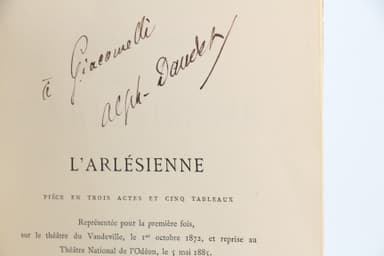 à Giacomelli
Alph. Daudet
L'ARLÉSIENNE
PIÈCE EN TROIS ACTES ET CINQ TABLEAUX
Représentée pour la première fois,
sur le théâtre du Vaudeville, le 1er octobre 1872, et reprise au
Théâtre National de l'Odéon, le 5 mai 1885.